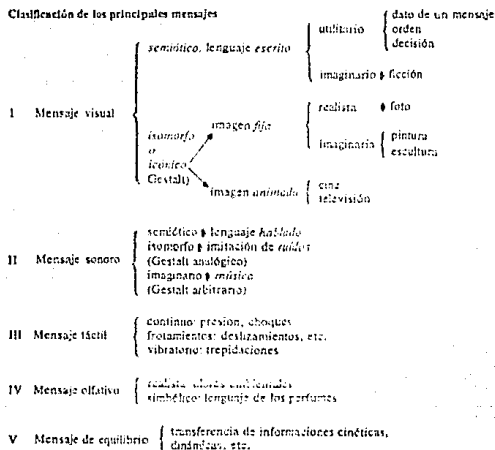 Clasificación de los principales mensajes
I Mensaje visual
semiótico, lenguaje escrito
utilitario
dato de un mensaje
orden
decisión
imaginario ficción
isomorfo
o
icónico
(Gestalt)
imagen fija
realista foto
imaginaria
pintura
escultura
imagen animada
cine
televisión
II Mensaje sonoro
semiótico lenguaje hablado
isomorfo imitación de ruidos
(Gestalt analógico)
imaginario música
(Gestalt arbitrario)
III Mensaje táctil
continuo: presión, choques
frotamientos: deslizamientos, etc.
vibratorio: trepidaciones
IV Mensaje olfativo
realista: olores ambientales
simbólico: lenguaje de los perfumes
V Mensaje de equilibrio
transferencia de informaciones cinéticas,
dinámicas, etc.